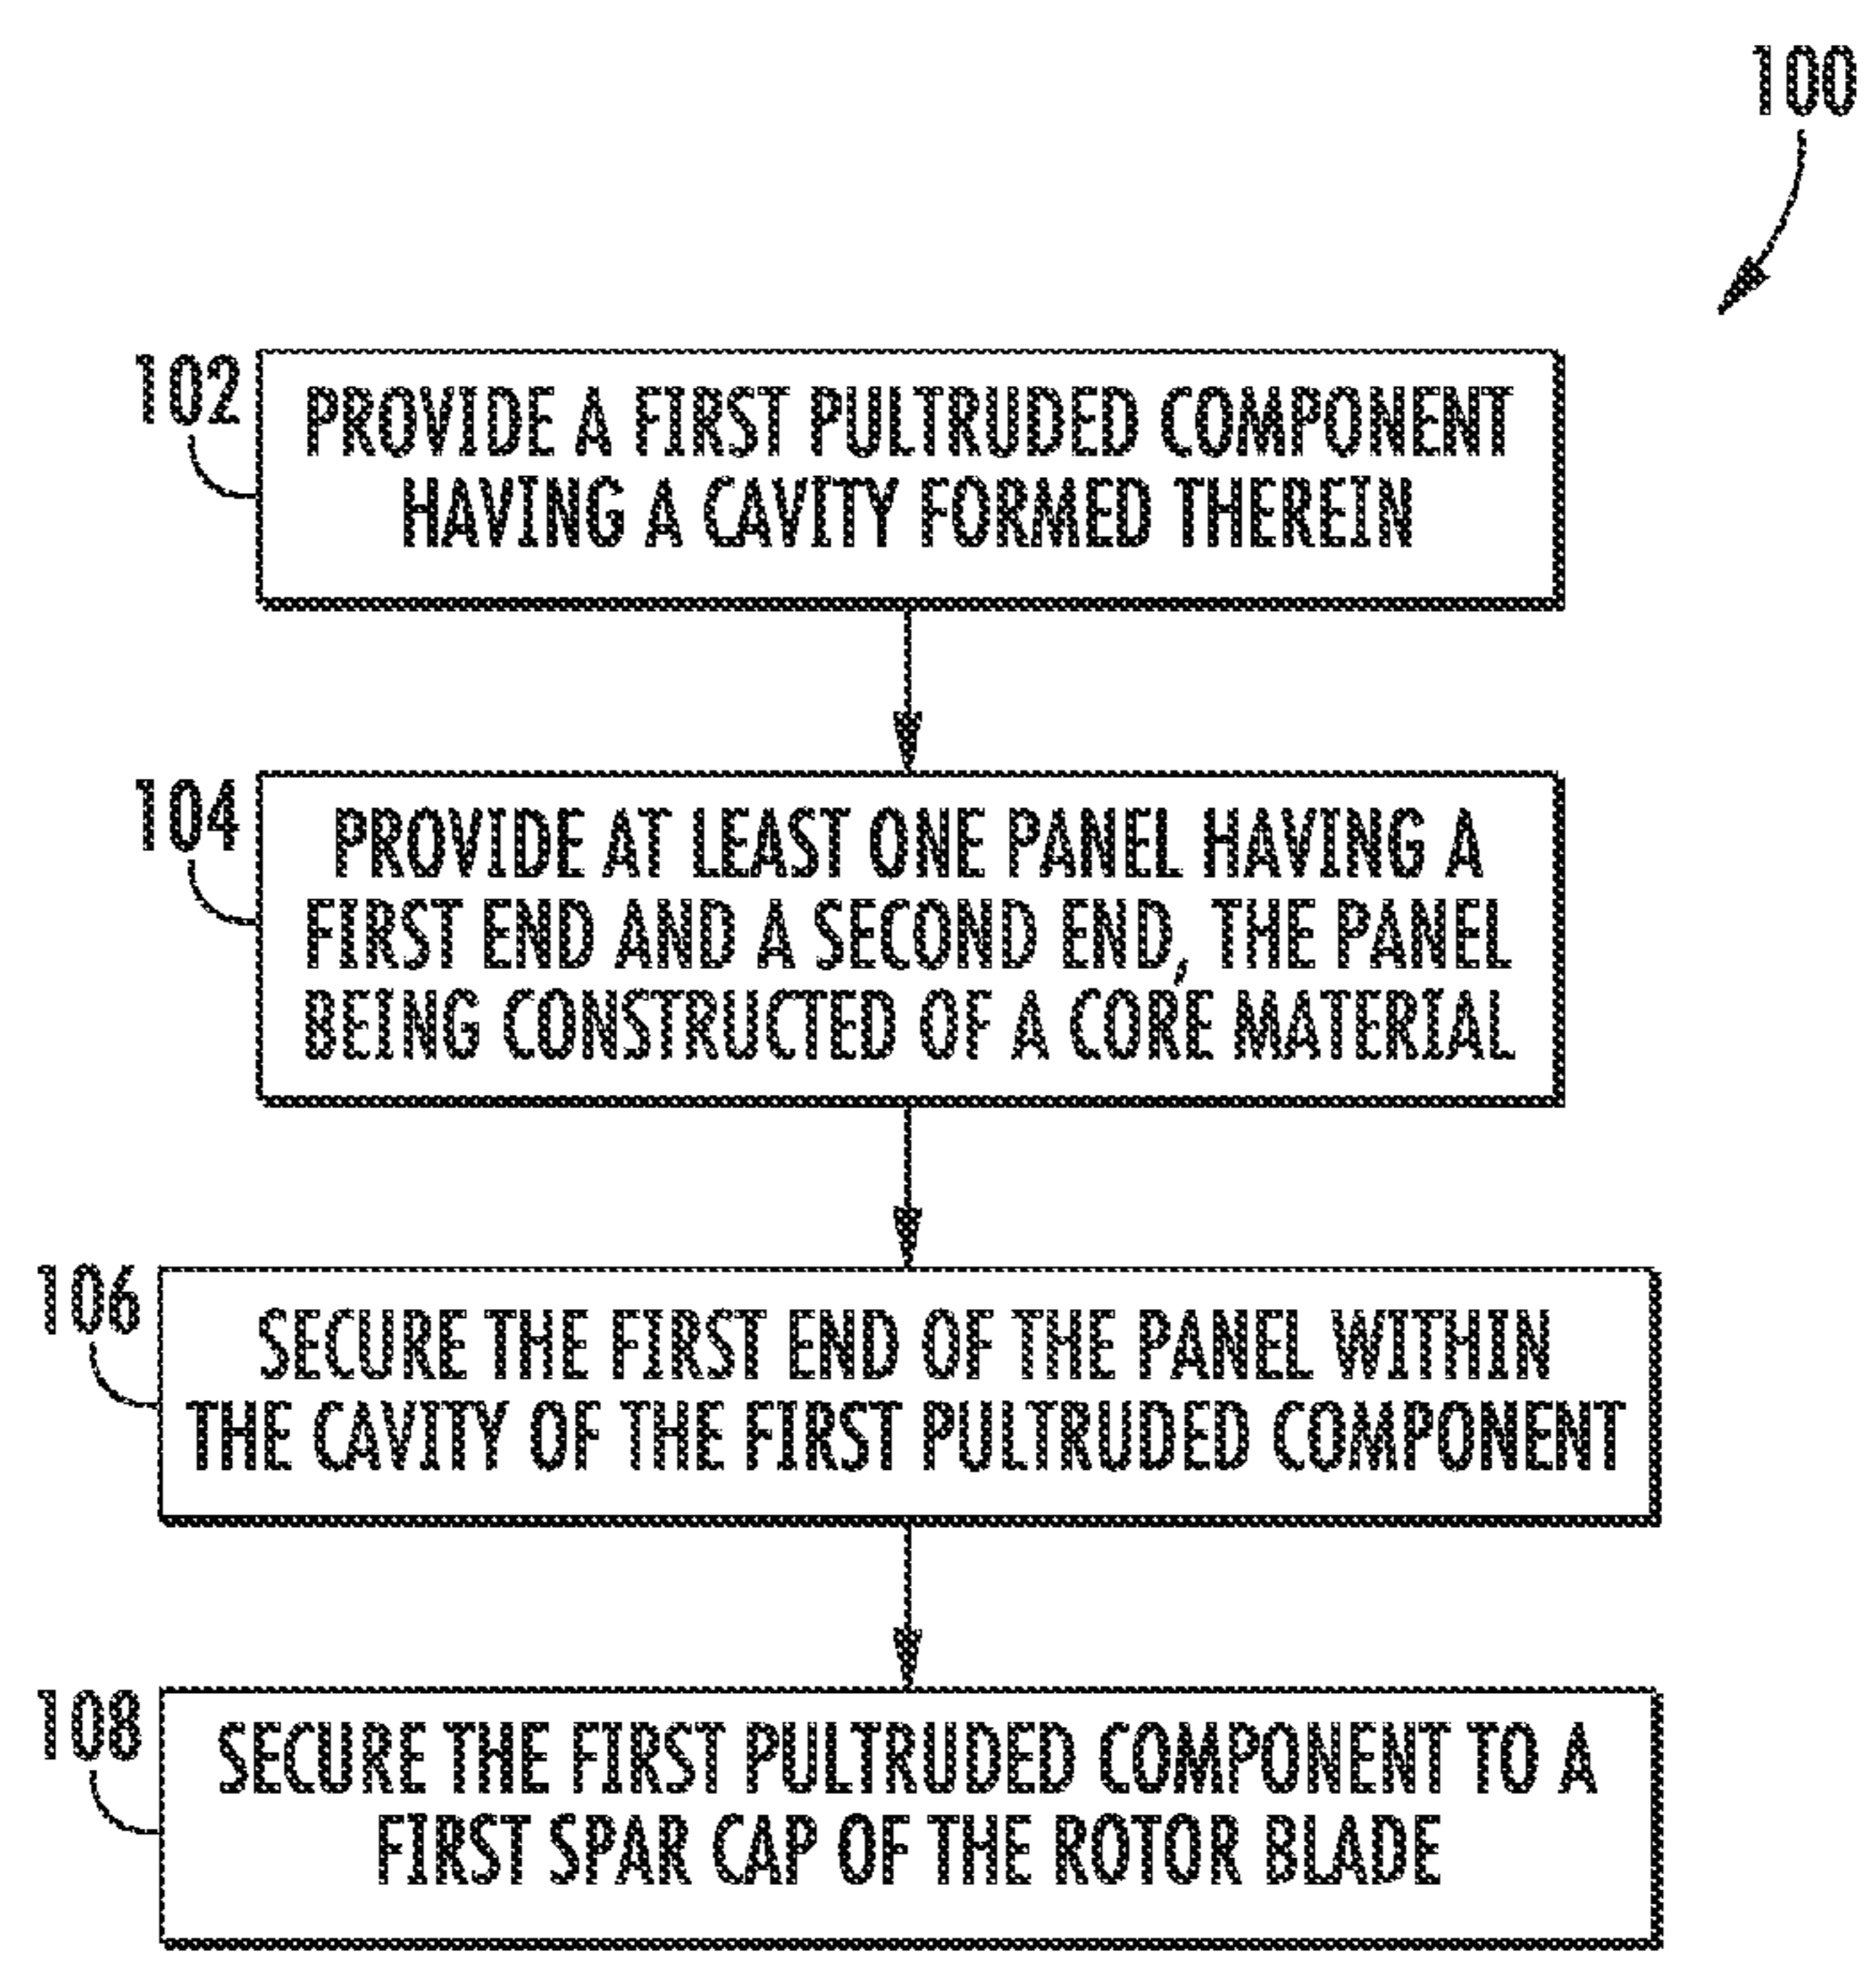 100
102
PROVIDE A FIRST PULTRUDED COMPONENT
HAVING A CAVITY FORMED THEREIN
104
PROVIDE AT LEAST ONE PANEL HAVING A
FIRST END AND A SECOND END, THE PANEL
BEING CONSTRUCTED OF A CORE MATERIAL
106
SECURE THE FIRST END OF THE PANEL WITHIN
THE CAVITY OF THE FIRST PULTRUDED COMPONENT
108
SECURE THE FIRST PULTRUDED COMPONENT TO A
FIRST SPAR CAP OF THE ROTOR BLADE